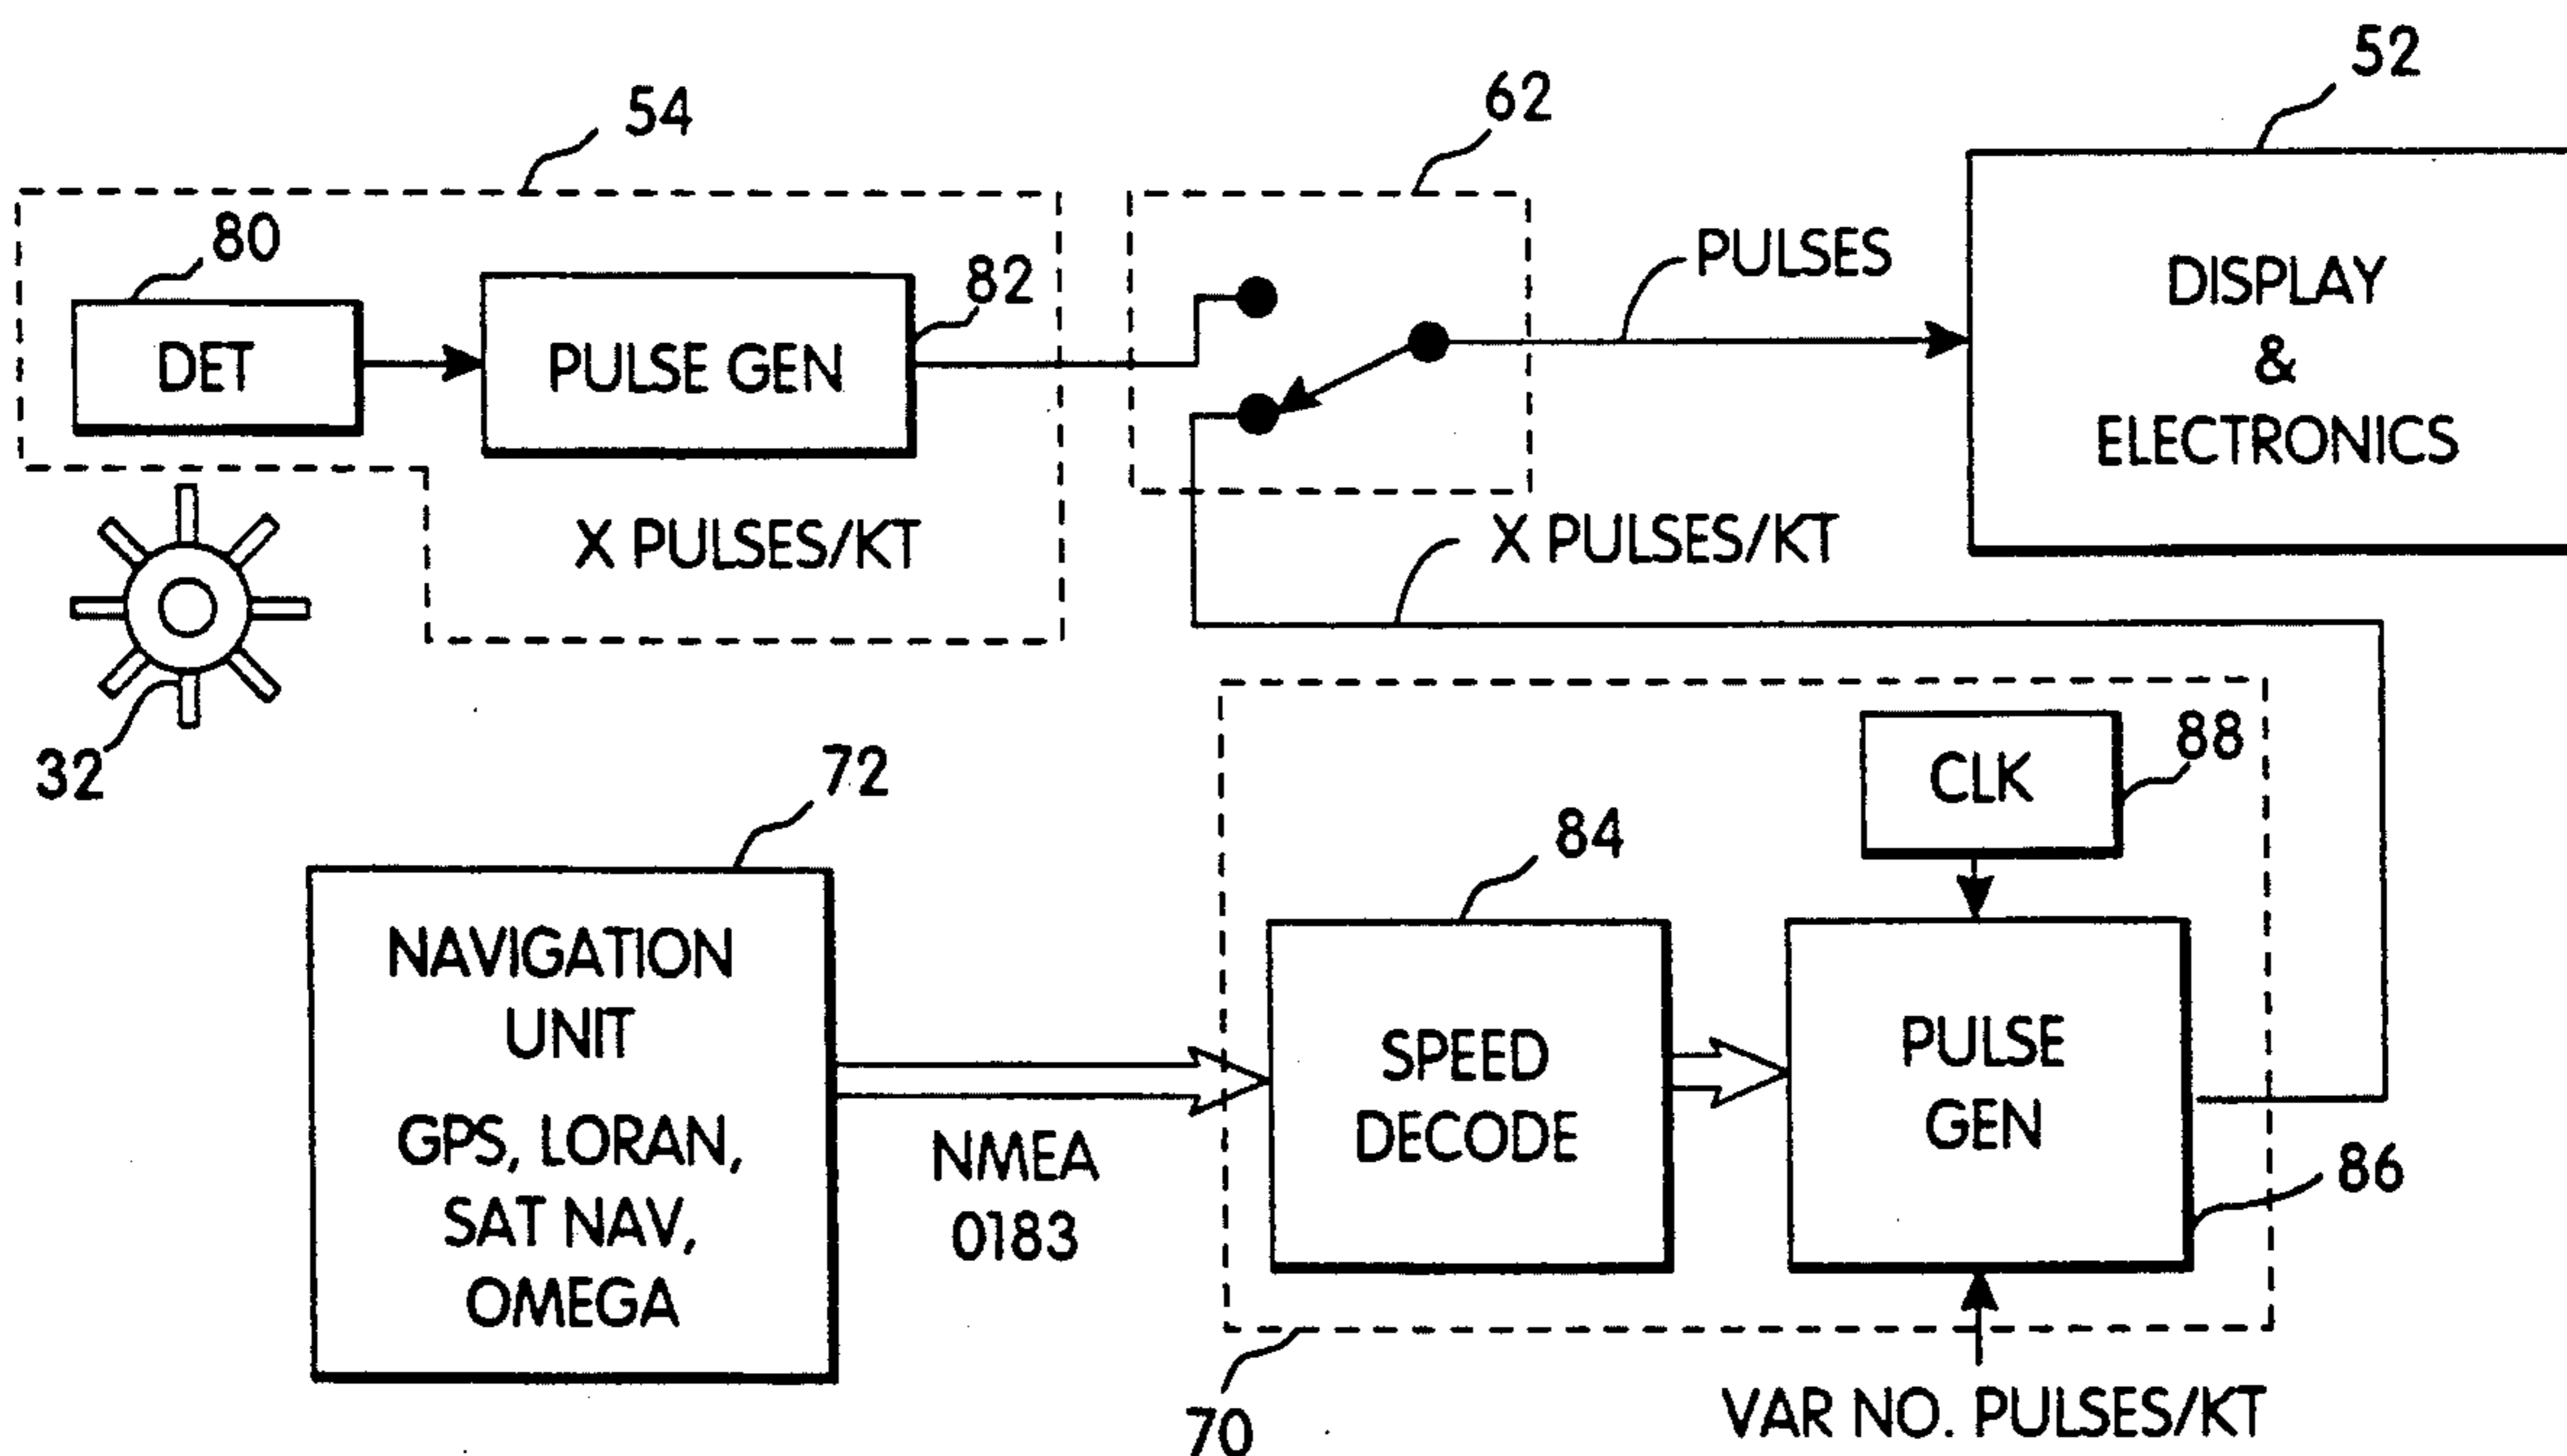 52
54
62
80
82
PULSES
DISPLAY
&
ELECTRONICS
DET
PULSE GEN
X PULSES/KT
X PULSES/KT
32
72
88
CLK
84
NAVIGATION
UNIT
GPS, LORAN,
SAT NAV,
OMEGA
NMEA
0183
SPEED
DECODE
PULSE
GEN
86
70
VAR NO. PULSES/KT